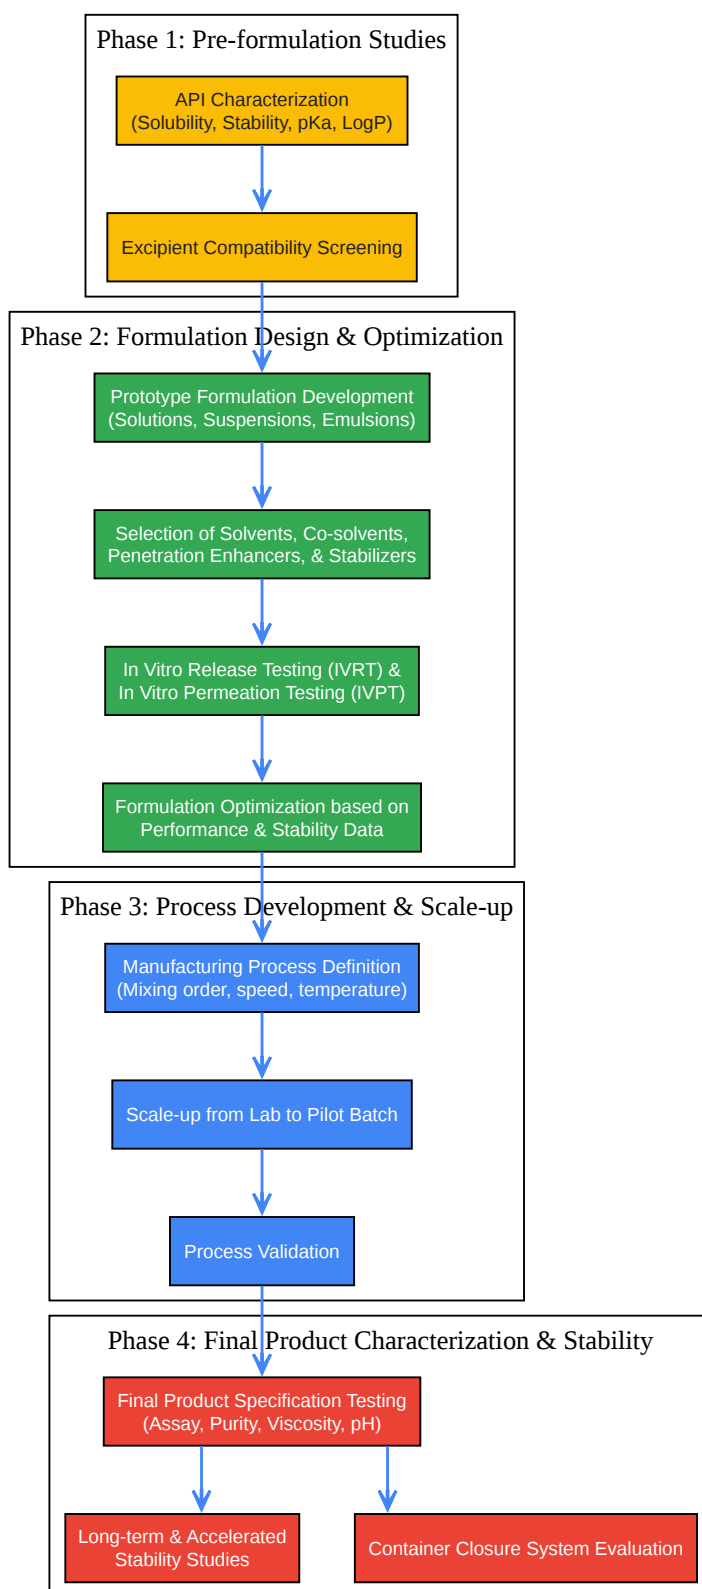 Phase 1: Pre-formulation Studies
API Characterization
(Solubility, Stability, pKa, LogP)
Excipient Compatibility Screening
Phase 2: Formulation Design & Optimization
Prototype Formulation Development
(Solutions, Suspensions, Emulsions)
Selection of Solvents, Co-solvents,
Penetration Enhancers, & Stabilizers
In Vitro Release Testing (IVRT) &
In Vitro Permeation Testing (IVPT)
Formulation Optimization based on
Performance & Stability Data
Phase 3: Process Development & Scale-up
Manufacturing Process Definition
(Mixing order, speed, temperature)
Scale-up from Lab to Pilot Batch
Process Validation
Phase 4: Final Product Characterization & Stability
Final Product Specification Testing
(Assay, Purity, Viscosity, pH)
Long-term & Accelerated
Stability Studies
Container Closure System Evaluation